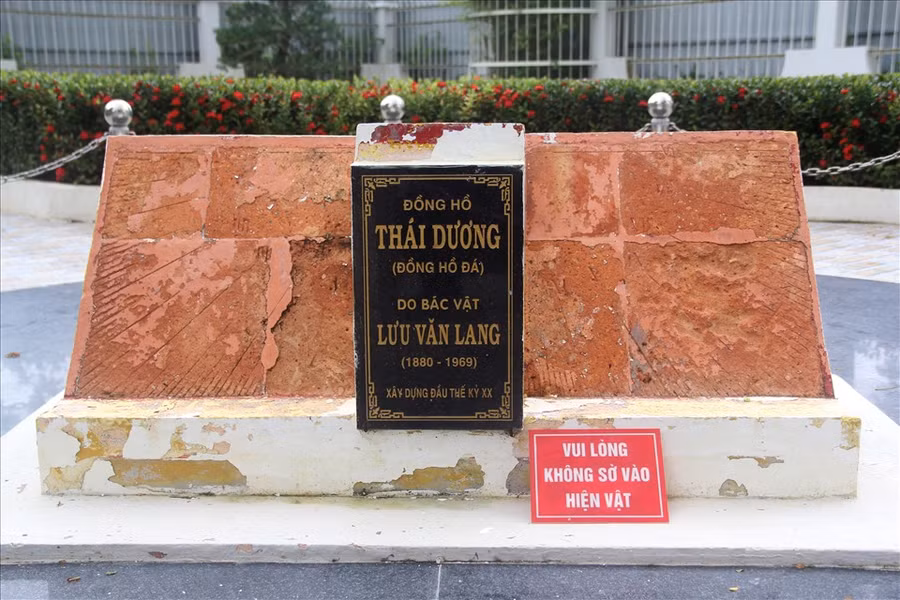 ĐỒNG HỒ
THÁI DƯƠNG
(ĐỒNG HỒ ĐÁ)
DO BÁC VẬT
LƯU VĂN LANG
(1880 - 1969)
XÂY DỰNG ĐẦU THẾ KỶ XX
VUI LÒNG
KHÔNG SỜ VÀO
HIỆN VẬT